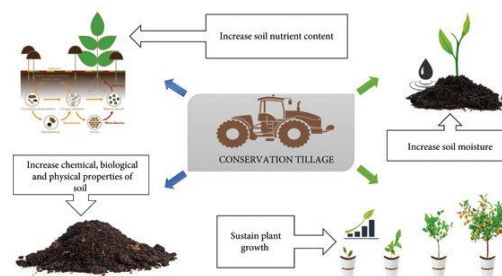 Increase soil nutrient content
CONSERVATION TILLAGE
Increase soil moisture
Increase chemical, biological
and physical properties of
soil
Sustain plant
growth